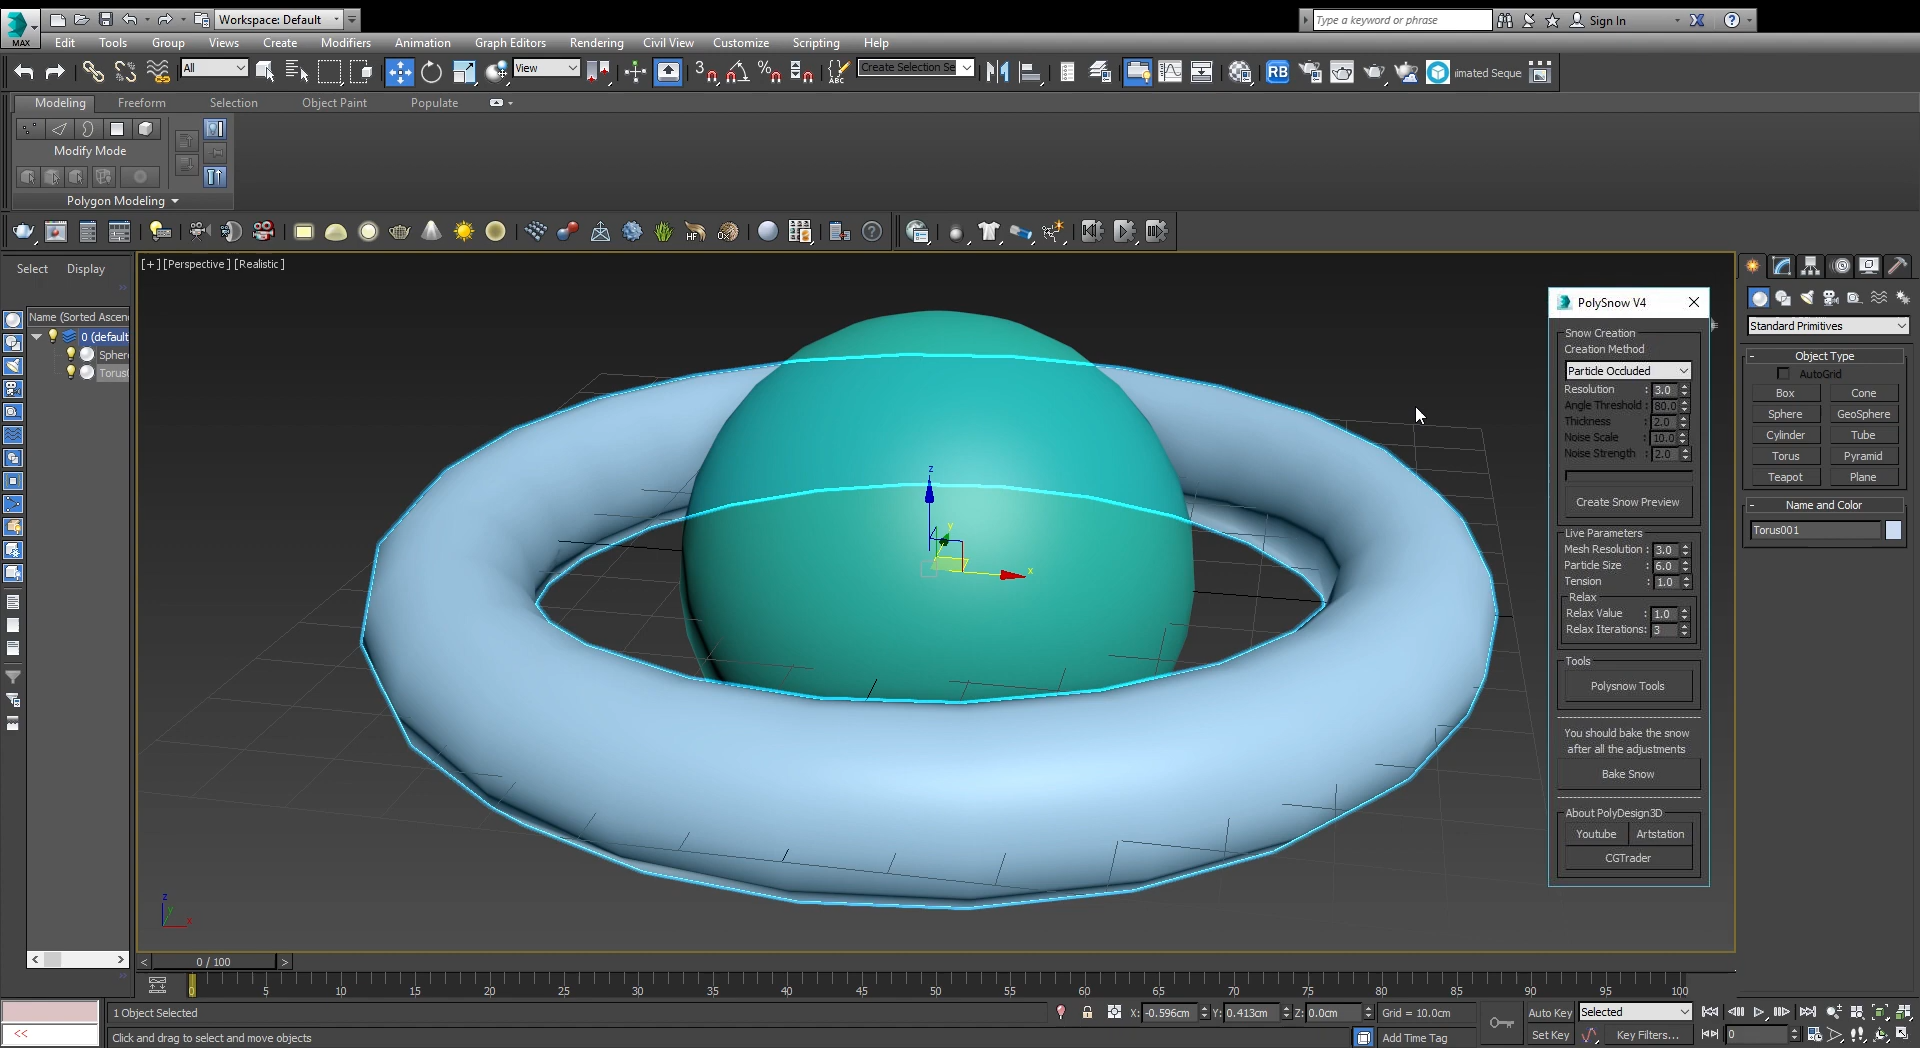 Workspace: Default
Type a keyword or phrase
Sign In
MAX
Edit Tools Group Views Create Modifiers Animation Graph Editors Rendering Civil View Customize Scripting Help
All
View
3
ABC
Create Selection Se
RB
imated Seque
Modeling Freeform Selection Object Paint Populate
Modify Mode
Polygon Modeling
HF
Select Display
[+] [Perspective] [Realistic]
Name (Sorted Ascen
0 (default
Spher
Torus
z
y
x
z
y
x
PolySnow V4
Snow Creation
Creation Method
Particle Occluded
Resolution : 3.0
Angle Threshold : 80.0
Thickness : 2.0
Noise Scale : 10.0
Noise Strength : 2.0
Create Snow Preview
Live Parameters
Mesh Resolution : 3.0
Particle Size : 6.0
Tension : 1.0
Relax
Relax Value : 1.0
Relax Iterations: 3
Tools
Polysnow Tools
You should bake the snow
after all the adjustments
Bake Snow
About PolyDesign3D
Youtube Artstation
CGTrader
Standard Primitives
- Object Type
AutoGrid
Box Cone
Sphere GeoSphere
Cylinder Tube
Torus Pyramid
Teapot Plane
- Name and Color
Torus001
< 0 / 100 >
0 5 10 15 20 25 30 35 40 45 50 55 60 65 70 75 80 85 90 95 100
1 Object Selected
X: -0.596cm Y: 0.413cm Z: 0.0cm Grid = 10.0cm
Auto Key Selected
<<
Click and drag to select and move objects
Add Time Tag
Set Key Key Filters...
0